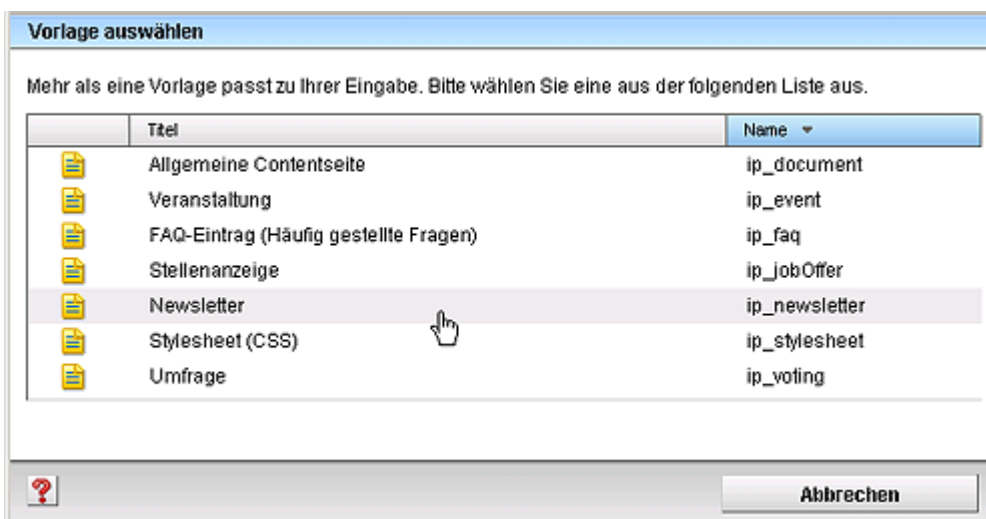 Vorlage auswählen
Mehr als eine Vorlage passt zu Ihrer Eingabe. Bitte wählen Sie eine aus der folgenden Liste aus.
Titel Name
Allgemeine Contentseite ip_document
Veranstaltung ip_event
FAQ-Eintrag (Häufig gestellte Fragen) ip_faq
Stellenanzeige ip_jobOffer
Newsletter ip_newsletter
Stylesheet (CSS) ip_stylesheet
Umfrage ip_voting
? Abbrechen